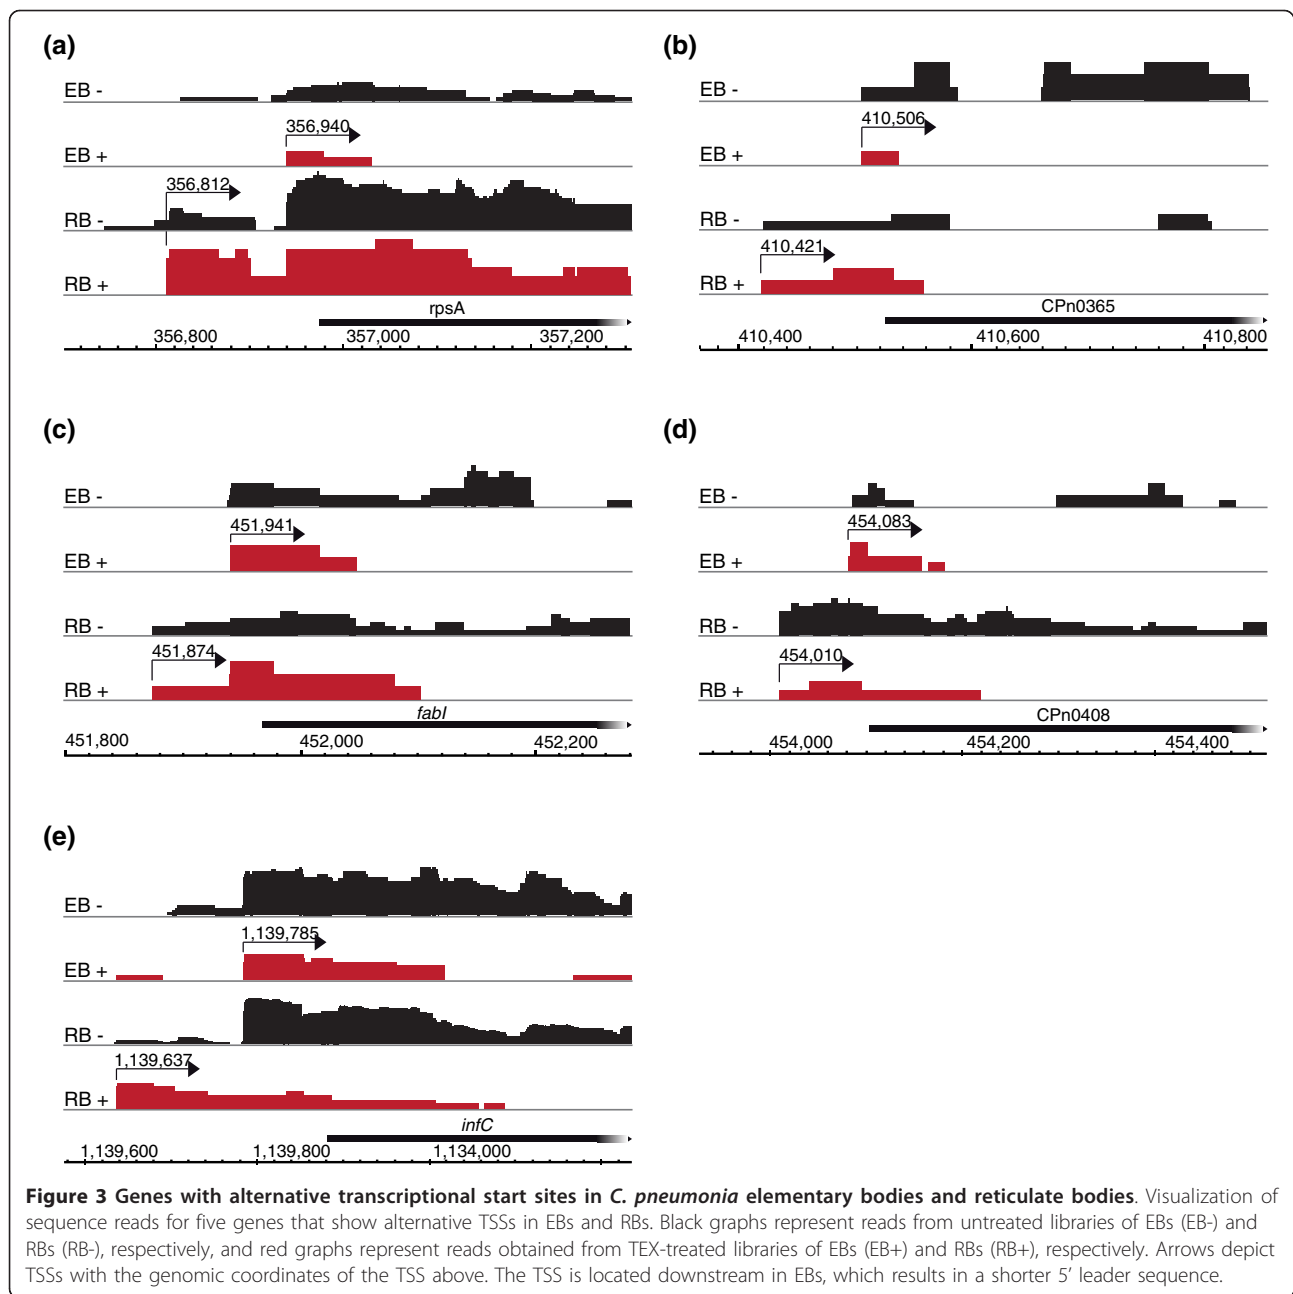 (a)
EB -
356,940
EB +
356,812
RB -
RB +
rpsA
356,800 357,000 357,200
(b)
EB -
410,506
EB +
RB -
410,421
RB +
CPn0365
410,400 410,600 410,800
(c)
EB -
451,941
EB +
RB -
451,874
RB +
fabI
451,800 452,000 452,200
(d)
EB -
454,083
EB +
RB -
454,010
RB +
CPn0408
454,000 454,200 454,400
(e)
EB -
1,139,785
EB +
RB -
1,139,637
RB +
infC
1,139,600 1,139,800 1,134,000
Figure 3 Genes with alternative transcriptional start sites in C. pneumonia elementary bodies and reticulate bodies. Visualization of
sequence reads for five genes that show alternative TSSs in EBs and RBs. Black graphs represent reads from untreated libraries of EBs (EB-) and
RBs (RB-), respectively, and red graphs represent reads obtained from TEX-treated libraries of EBs (EB+) and RBs (RB+), respectively. Arrows depict
TSSs with the genomic coordinates of the TSS above. The TSS is located downstream in EBs, which results in a shorter 5' leader sequence.